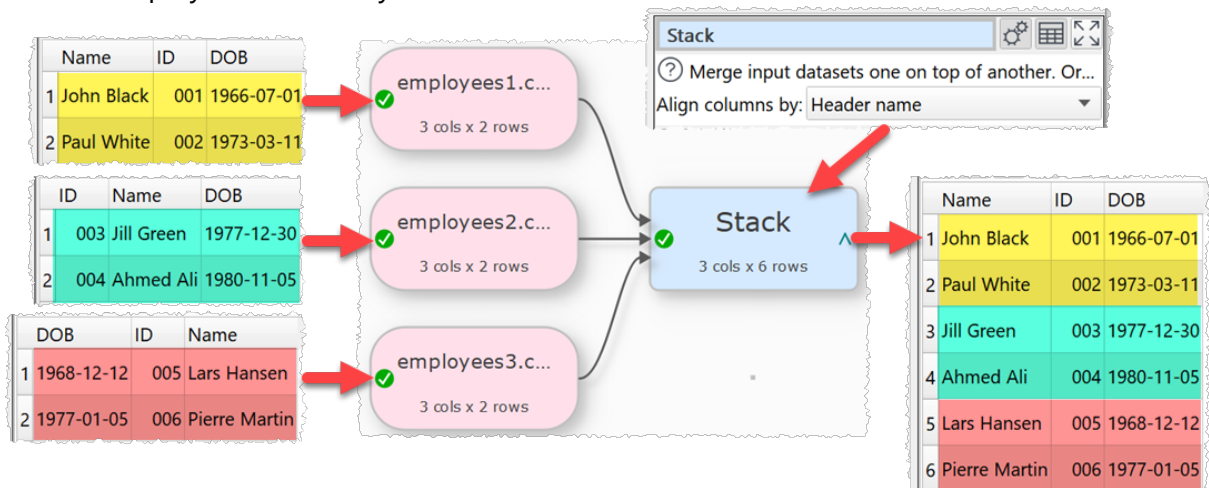 Name ID DOB
1 John Black 001 1966-07-01
2 Paul White 002 1973-03-11
ID Name DOB
1 003 Jill Green 1977-12-30
2 004 Ahmed Ali 1980-11-05
DOB ID Name
1 1968-12-12 005 Lars Hansen
2 1977-01-05 006 Pierre Martin
employees1.c...
3 cols x 2 rows
employees2.c...
3 cols x 2 rows
employees3.c...
3 cols x 2 rows
Stack
? Merge input datasets one on top of another. Or...
Align columns by: Header name
Stack
3 cols x 6 rows
Name ID DOB
1 John Black 001 1966-07-01
2 Paul White 002 1973-03-11
3 Jill Green 003 1977-12-30
4 Ahmed Ali 004 1980-11-05
5 Lars Hansen 005 1968-12-12
6 Pierre Martin 006 1977-01-05